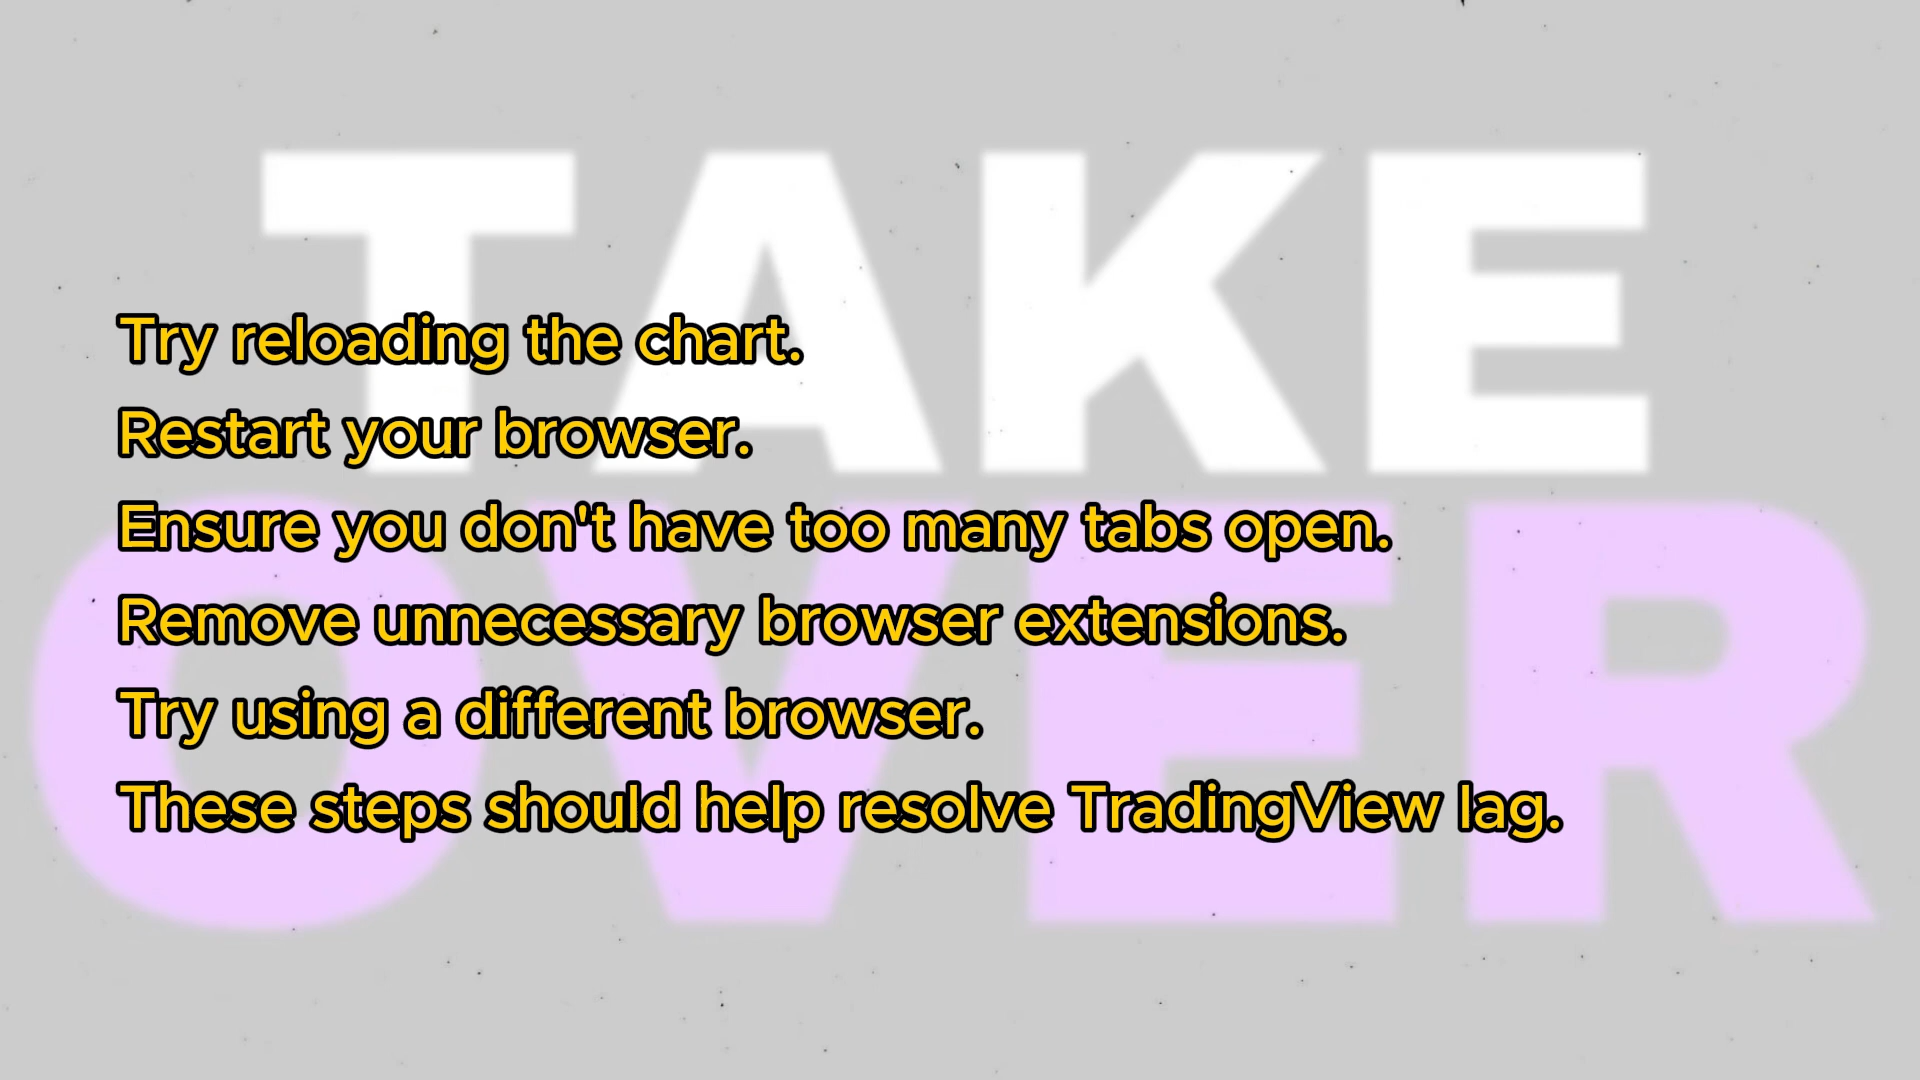 TAKE
OVER
Try reloading the chart.
Restart your browser.
Ensure you don't have too many tabs open.
Remove unnecessary browser extensions.
Try using a different browser.
These steps should help resolve TradingView lag.